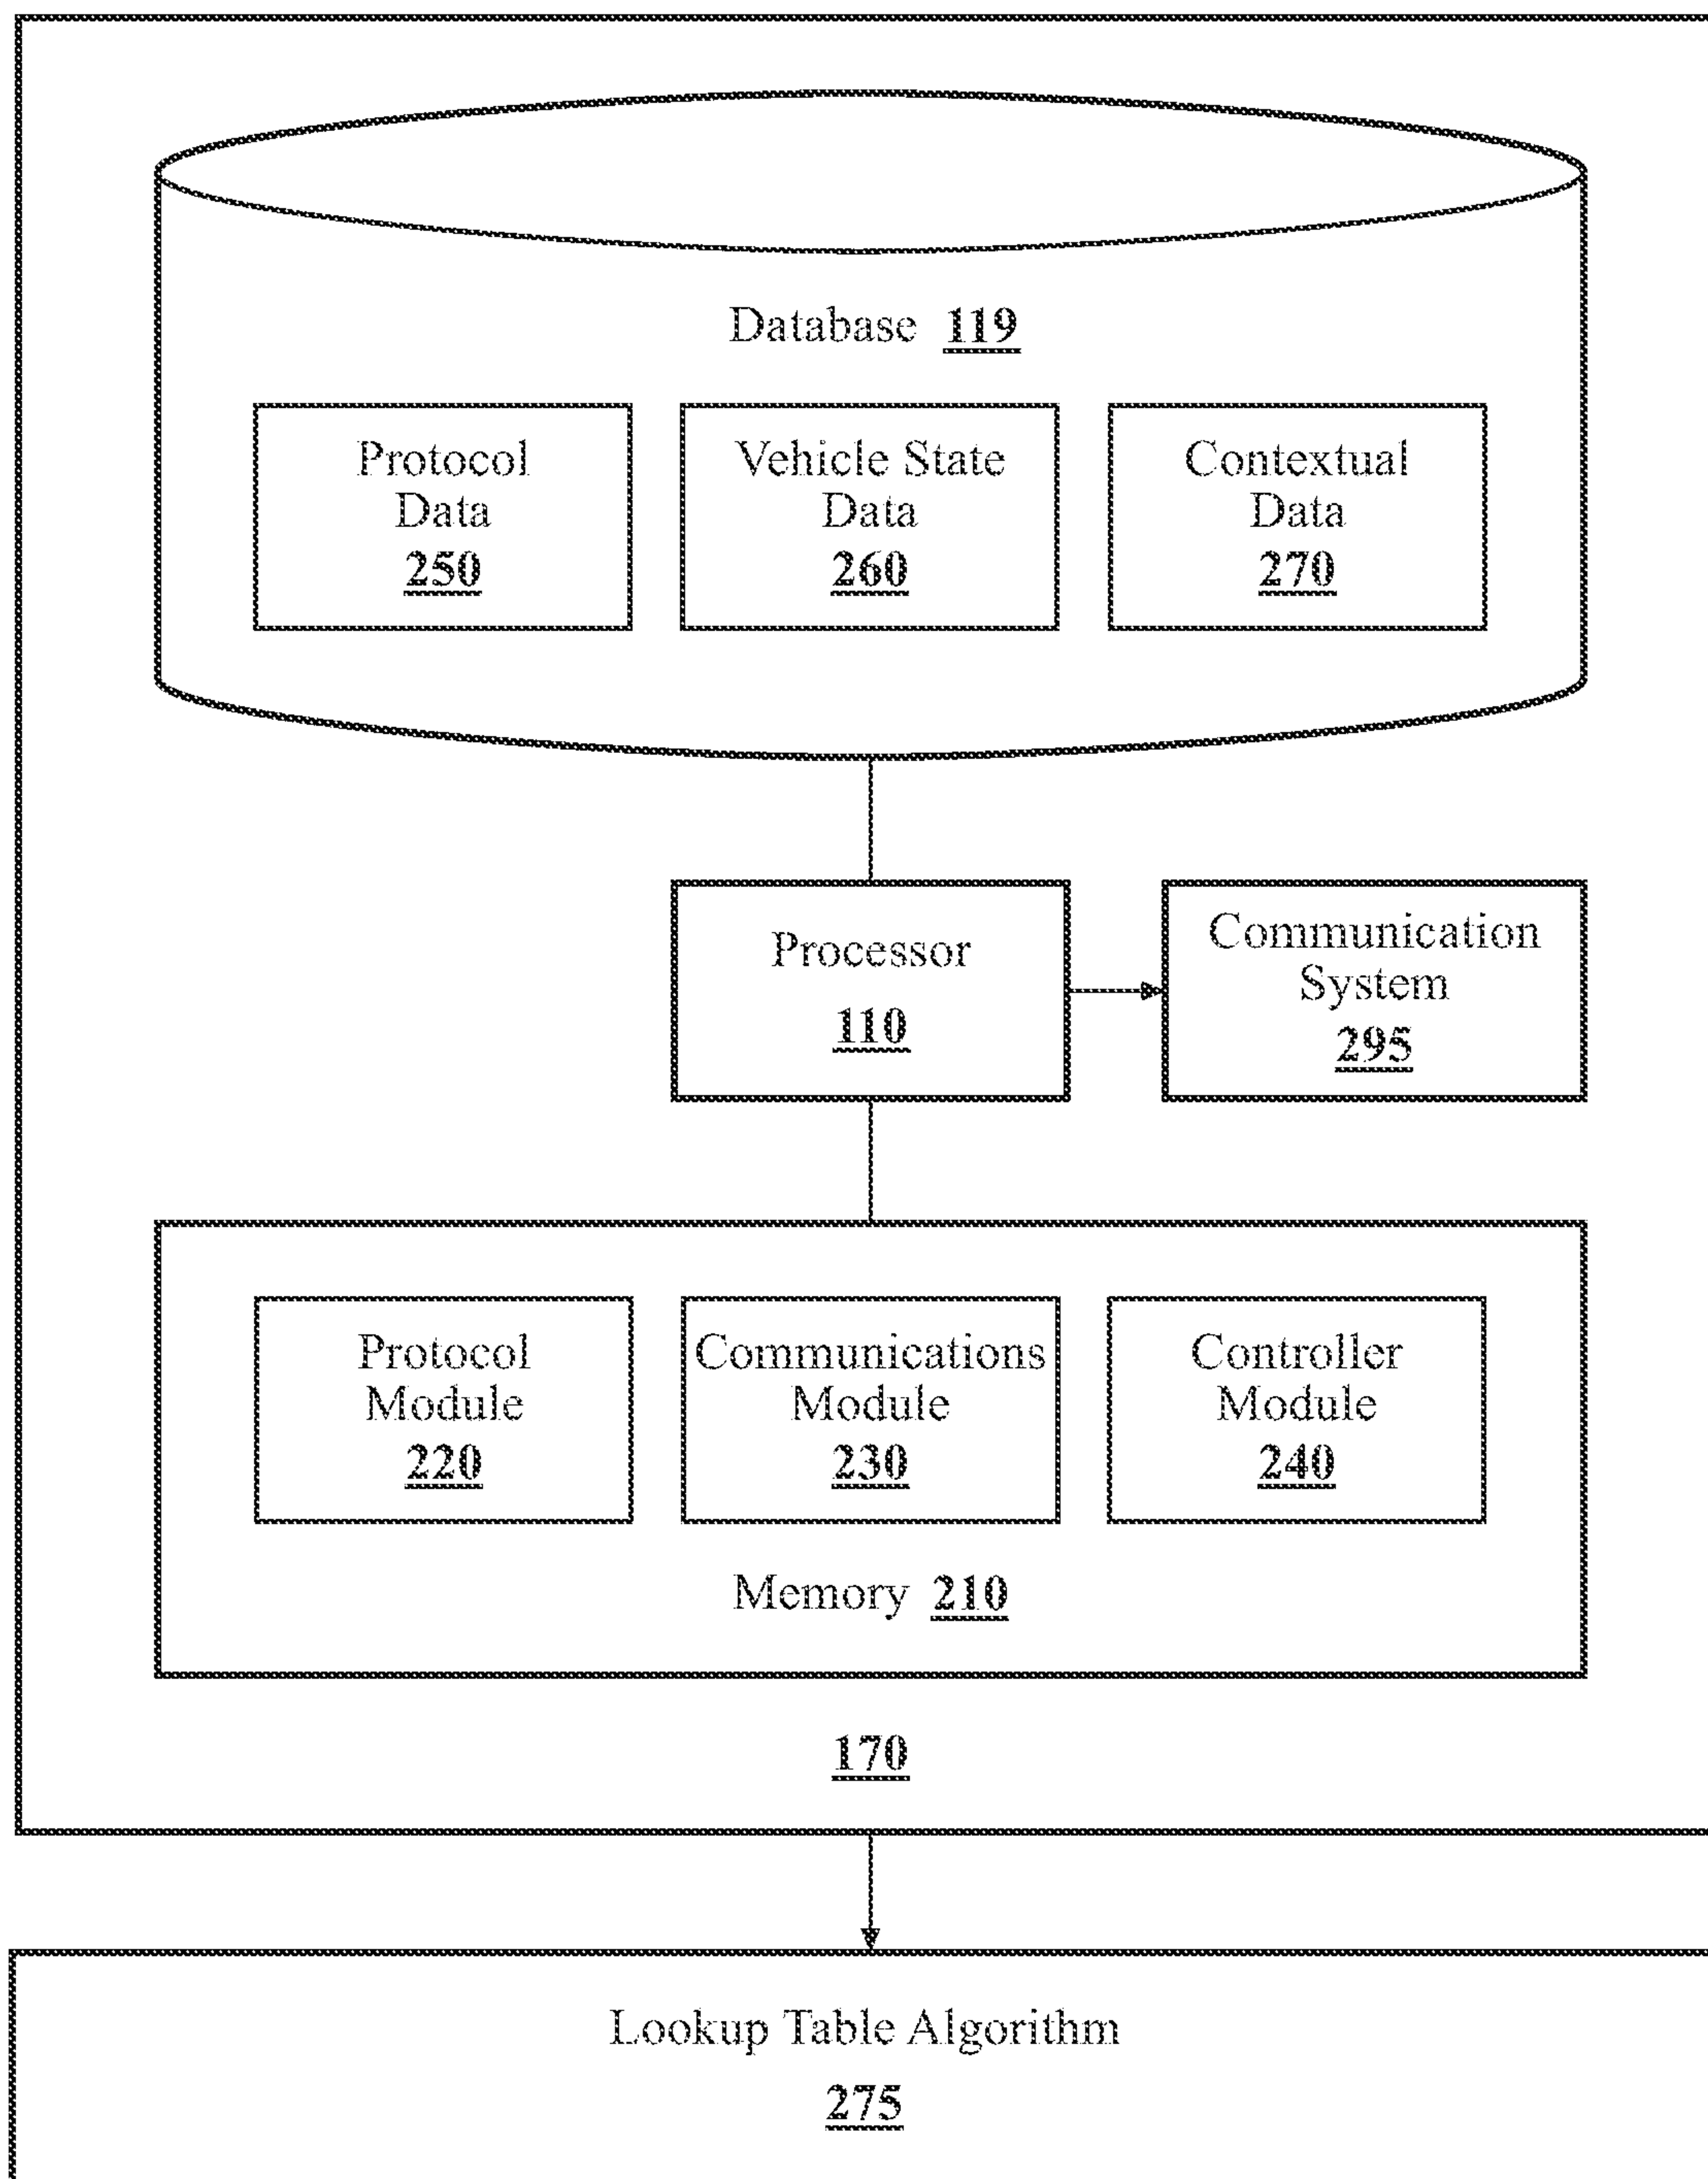 Database 119
Protocol
Data
250
Vehicle State
Data
260
Contextual
Data
270
Processor
110
Communication
System
295
Protocol
Module
220
Communications
Module
230
Controller
Module
240
Memory 210
170
Lookup Table Algorithm
275